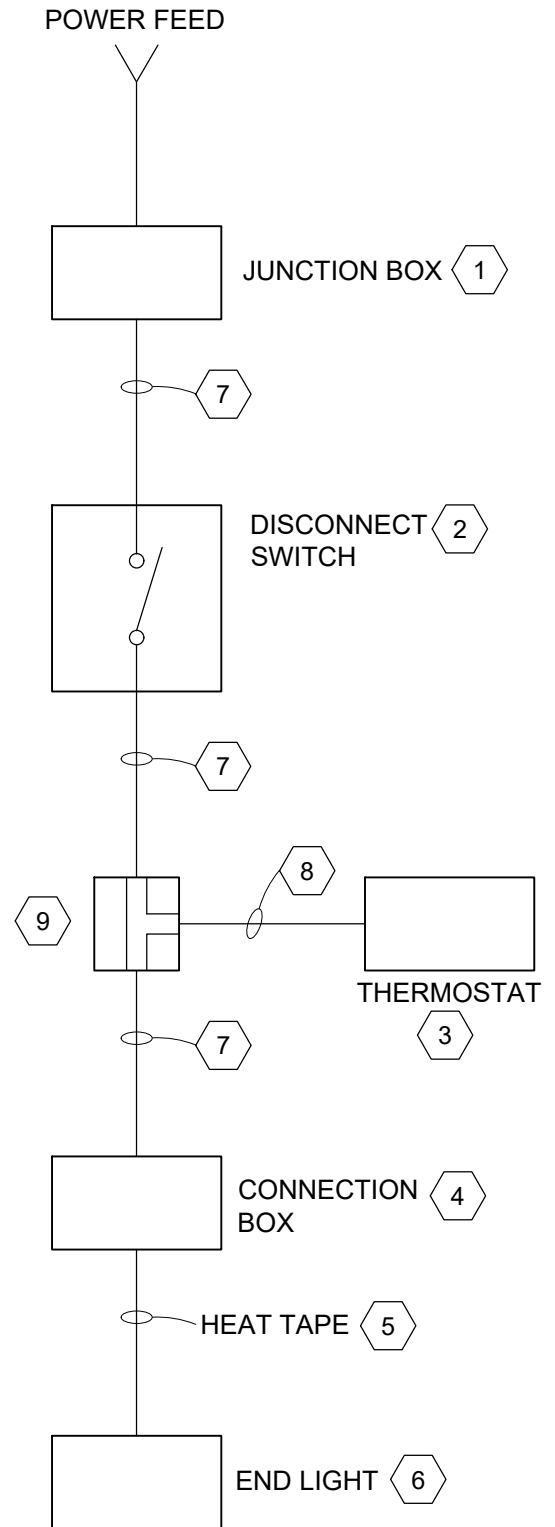 POWER FEED
JUNCTION BOX 1
7
DISCONNECT 2
SWITCH
7
8
9
THERMOSTAT
3
7
CONNECTION 4
BOX
HEAT TAPE 5
END LIGHT 6